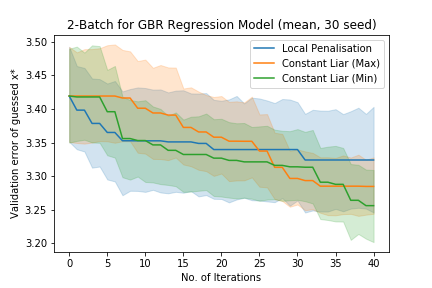 2-Batch for GBR Regression Model (mean, 30 seed)
Local Penalisation
Constant Liar (Max)
Constant Liar (Min)
Validation error of guessed x*
3.50
3.45
3.40
3.35
3.30
3.25
3.20
0 5 10 15 20 25 30 35 40
No. of Iterations